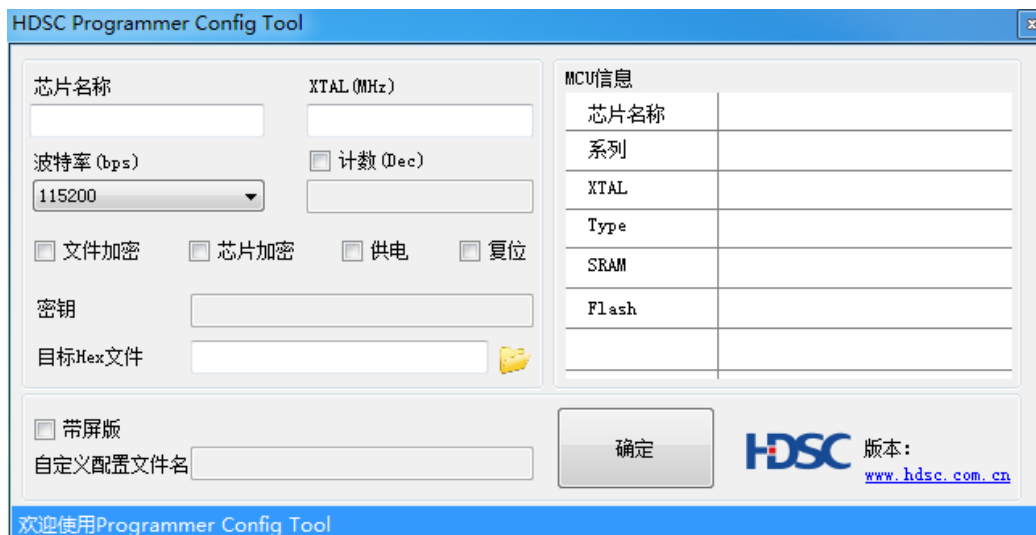 HDSC Programmer Config Tool
芯片名称
XTAL(MHz)
波特率(bps)
计数(Dec)
115200
文件加密
芯片加密
供电
复位
密钥
目标Hex文件
MCU信息
芯片名称
系列
XTAL
Type
SRAM
Flash
带屏版
自定义配置文件名
确定
HDSC
版本:
www.hdsc.com.cn
欢迎使用Programmer Config Tool